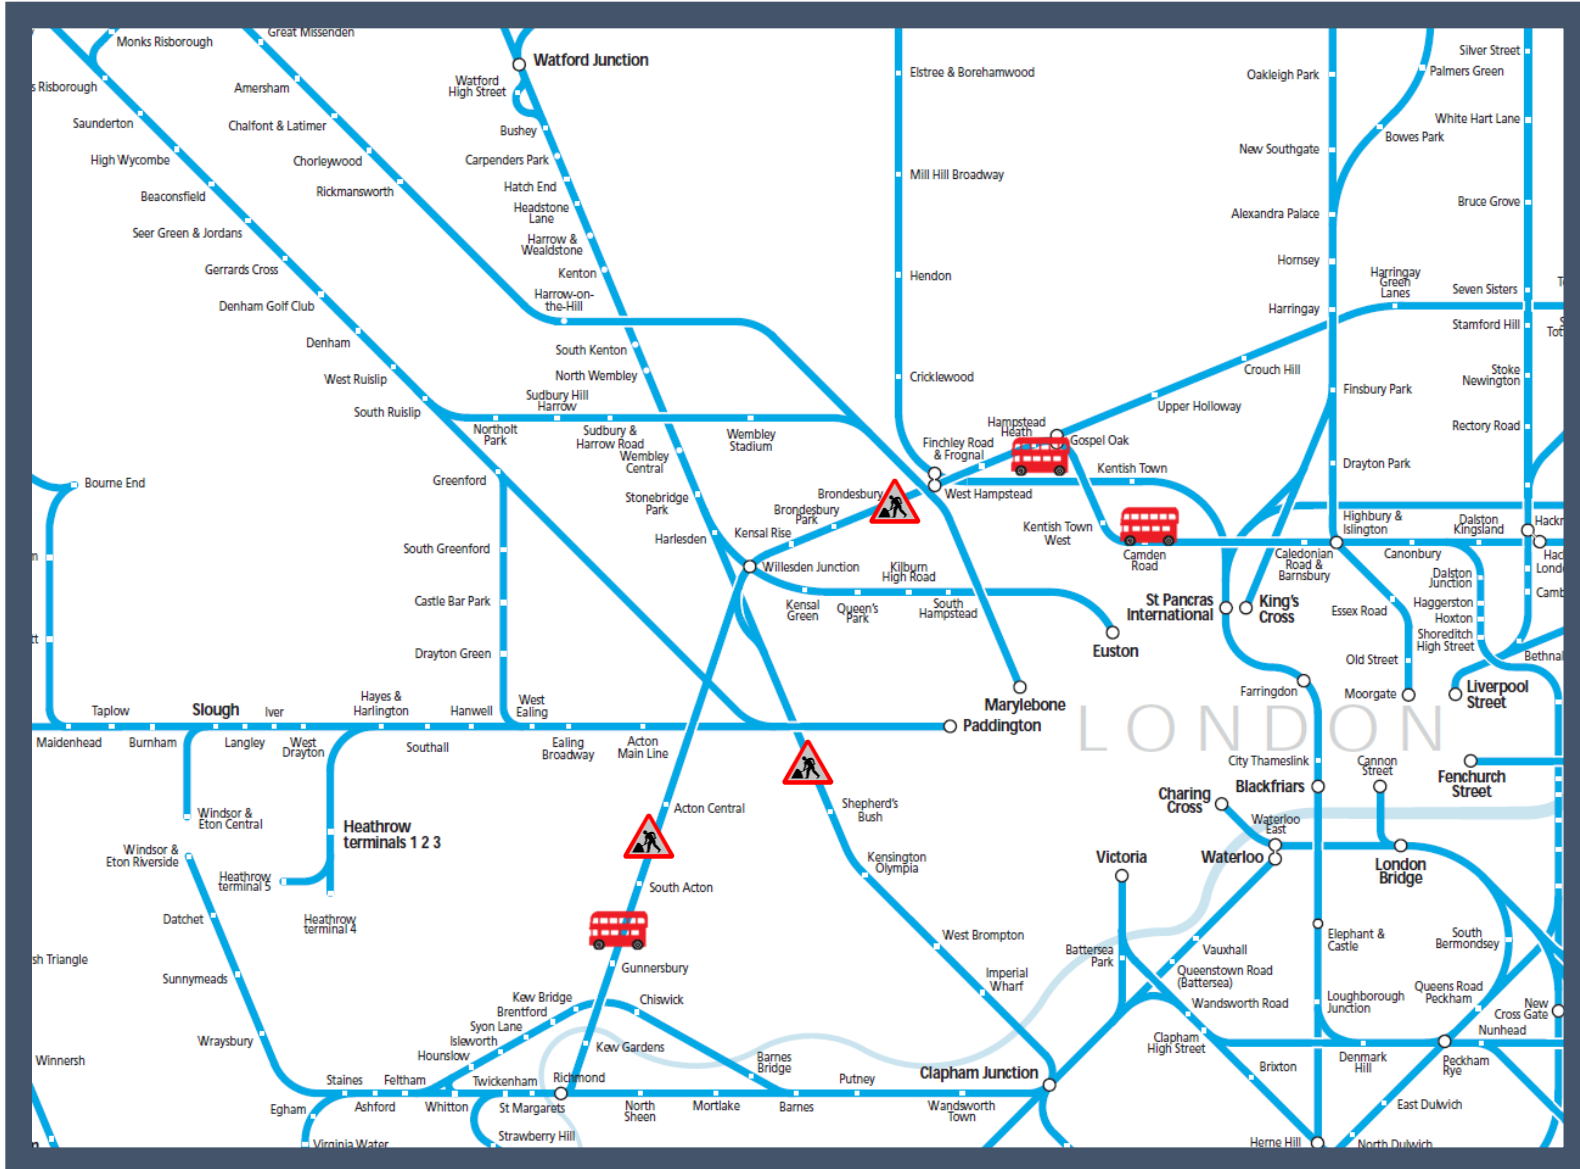 Monks Risborough
Great Missenden
s Risborough
Amersham
Saunderton
Chalfont & Latimer
High Wycombe
Chorleywood
Beaconsfield
Rickmansworth
Seer Green & Jordans
Gerrards Cross
Denham Golf Club
Denham
West Ruislip
South Ruislip
Watford Junction
Watford
High Street
Bushey
Carpenders Park
Hatch End
Headstone
Lane
Harrow &
Wealdstone
Kenton
Harrow-on-
the-Hill
South Kenton
North Wembley
Sudbury Hill
Harrow
Northolt
Park
Sudbury &
Harrow Road
Wembley
Central
Wembley
Stadium
Stonebridge
Park
Harlesden
Elstree & Borehamwood
Mill Hill Broadway
Hendon
Cricklewood
Oakleigh Park
New Southgate
Alexandra Palace
Hornsey
Harringay
Harringay
Green
Lanes
Palmers Green
Bowes Park
Silver Street
White Hart Lane
Bruce Grove
Seven Sisters
Stamford Hill
Tot
Stoke
Newington
Rectory Road
Crouch Hill
Upper Holloway
Finsbury Park
Drayton Park
Hampstead
Heath
Gospel Oak
Finchley Road
& Frognal
Kentish Town
West Hampstead
Brondesbury
Brondesbury
Park
Kensal Rise
Willesden Junction
Kentish Town
West
Camden
Road
Caledonian
Road &
Barnsbury
Highbury &
Islington
Canonbury
Dalston
Kingsland
Hackn
Hac
Londo
Camb
Dalston
Junction
Haggerston
Hoxton
Shoreditch
High Street
Bethnal
Essex Road
Old Street
Moorgate
Liverpool
Street
Kensal
Green
Queen's
Park
Kilburn
High Road
South
Hampstead
Euston
St Pancras
International
King's
Cross
Marylebone
Paddington
Farringdon
LONDON
City Thameslink
Blackfriars
Cannon
Street
Fenchurch
Street
Charing
Cross
Waterloo
East
Waterloo
London
Bridge
Victoria
Bourne End
Greenford
South Greenford
Castle Bar Park
Drayton Green
Taplow
Slough
Iver
Hayes &
Harlington
Hanwell
West
Ealing
Maidenhead
Burnham
Langley
West
Drayton
Southall
Ealing
Broadway
Acton
Main Line
Windsor &
Eton Central
Windsor &
Eton Riverside
Heathrow
terminals 1 2 3
Heathrow
terminal 5
Heathrow
terminal 4
Datchet
Sunnymeads
Wraysbury
sh Triangle
Winnersh
Acton Central
South Acton
Gunnersbury
Kew Gardens
Shepherd's
Bush
Kensington
Olympia
West Brompton
Imperial
Wharf
Kew Bridge
Brentford
Syon Lane
Isleworth
Hounslow
Chiswick
Barnes
Bridge
Staines
Feltham
Twickenham
Richmond
Egham
Ashford
Whitton
St Margarets
North
Sheen
Mortlake
Barnes
Putney
Wandsworth
Town
Clapham Junction
Virginia Water
Strawberry Hill
Battersea
Park
Vauxhall
Queenstown Road
(Battersea)
Wandsworth Road
Clapham
High Street
Brixton
Elephant &
Castle
Loughborough
Junction
Denmark
Hill
South
Bermondsey
Queens Road
Peckham
New
Cross Gate
Nunhead
Peckham
Rye
East Dulwich
Herne Hill
North Dulwich